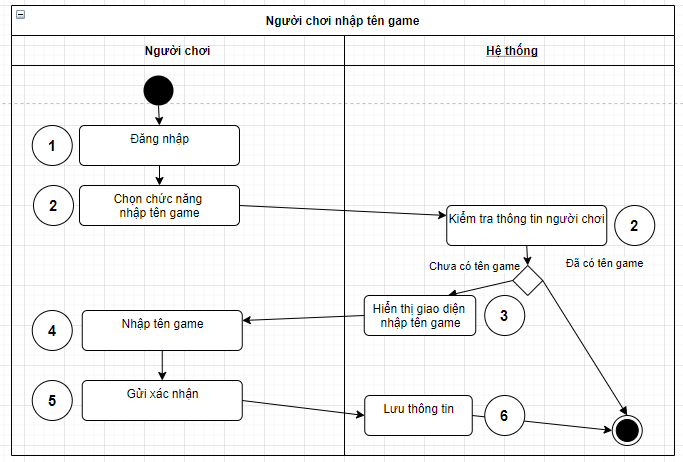 Người chơi nhập tên game
Người chơi
Hệ thống
1
Đăng nhập
2
Chọn chức năng
nhập tên game
Kiểm tra thông tin người chơi
2
Chưa có tên game
Đã có tên game
4
Nhập tên game
Hiển thị giao diện
nhập tên game
3
5
Gửi xác nhận
Lưu thông tin
6